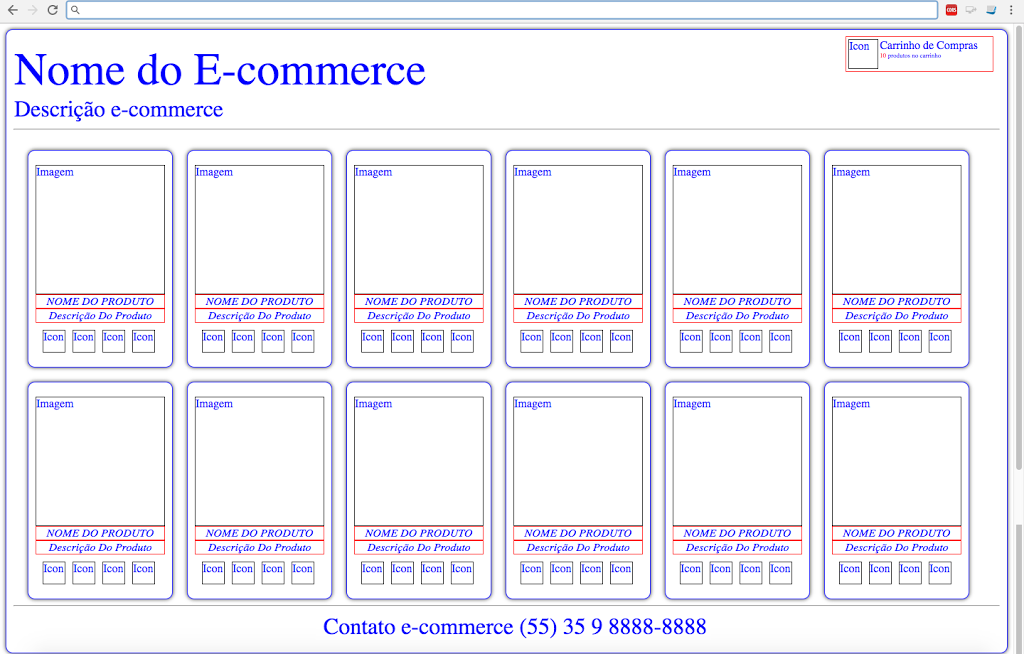 Nome do E-commerce
Icon
Carrinho de Compras
10 produtos no carrinho
Descrição e-commerce
Imagem Imagem Imagem Imagem Imagem Imagem
NOME DO PRODUTO NOME DO PRODUTO NOME DO PRODUTO NOME DO PRODUTO NOME DO PRODUTO NOME DO PRODUTO
Descrição Do Produto Descrição Do Produto Descrição Do Produto Descrição Do Produto Descrição Do Produto Descrição Do Produto
Icon Icon Icon Icon Icon Icon Icon Icon Icon Icon Icon Icon Icon Icon Icon Icon Icon Icon Icon Icon Icon Icon Icon Icon
Imagem Imagem Imagem Imagem Imagem Imagem
NOME DO PRODUTO NOME DO PRODUTO NOME DO PRODUTO NOME DO PRODUTO NOME DO PRODUTO NOME DO PRODUTO
Descrição Do Produto Descrição Do Produto Descrição Do Produto Descrição Do Produto Descrição Do Produto Descrição Do Produto
Icon Icon Icon Icon Icon Icon Icon Icon Icon Icon Icon Icon Icon Icon Icon Icon Icon Icon Icon Icon Icon Icon Icon Icon
Contato e-commerce (55) 35 9 8888-8888